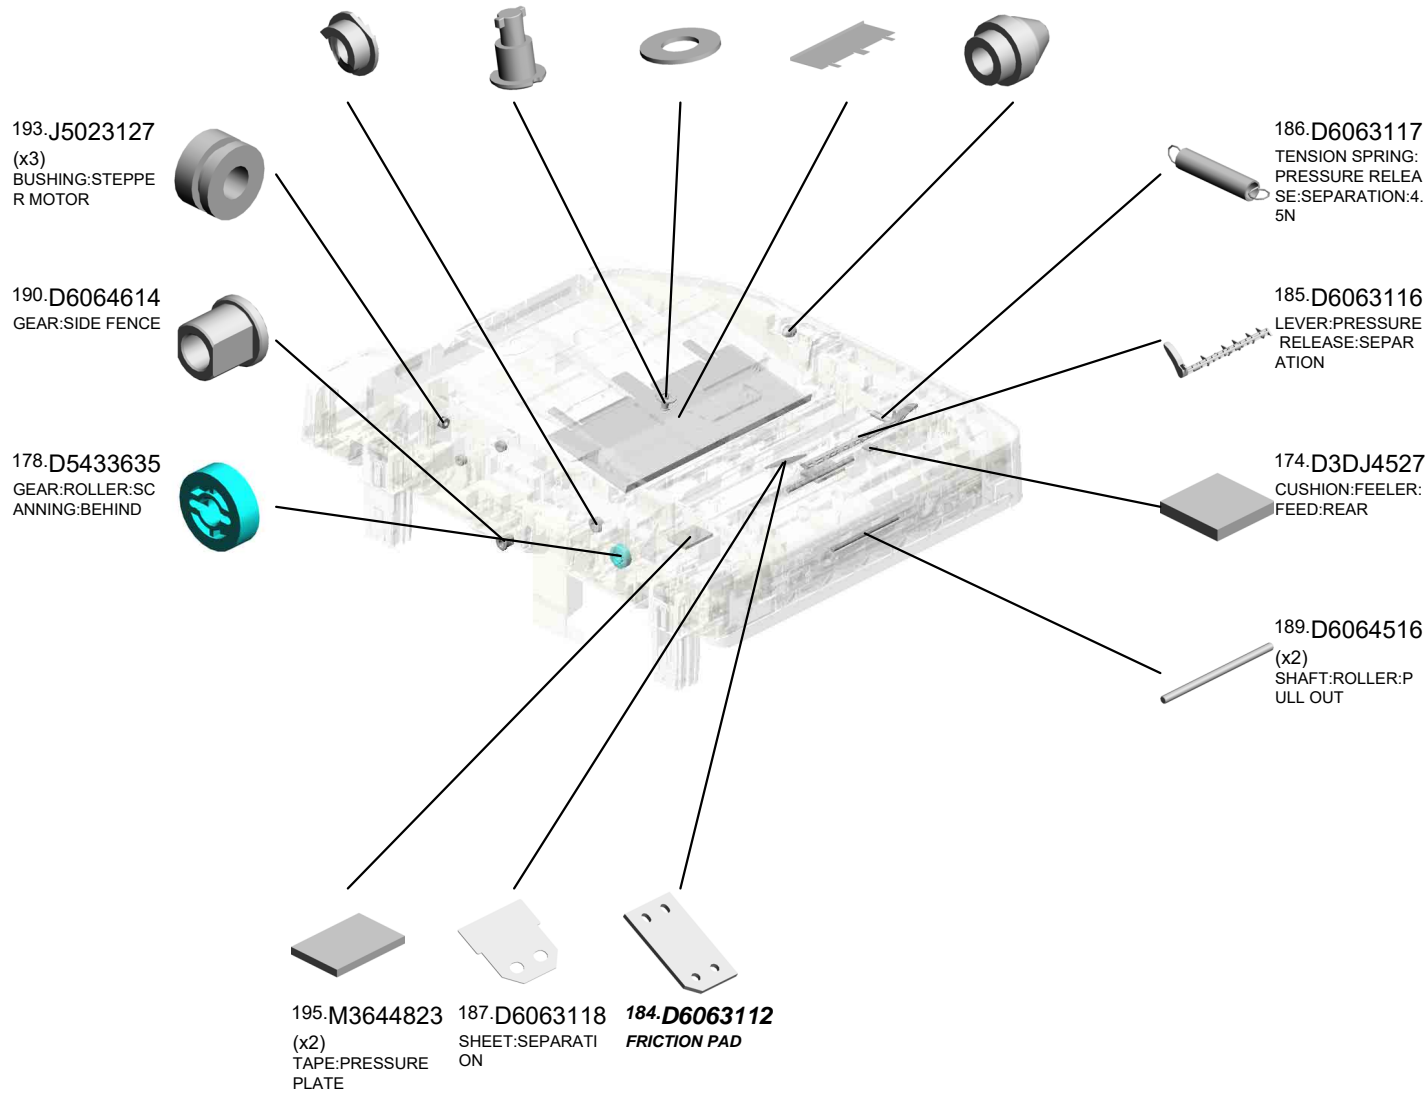 193.J5023127
(x3)
BUSHING:STEPPE
R MOTOR
190.D6064614
GEAR:SIDE FENCE
178.D5433635
GEAR:ROLLER:SC
ANNING:BEHIND
186.D6063117
TENSION SPRING:
PRESSURE RELEA
SE:SEPARATION:4.
5N
185.D6063116
LEVER:PRESSURE
RELEASE:SEPAR
ATION
174.D3DJ4527
CUSHION:FEELER:
FEED:REAR
189.D6064516
(x2)
SHAFT:ROLLER:P
ULL OUT
195.M3644823
(x2)
TAPE:PRESSURE
PLATE
187.D6063118
SHEET:SEPARATI
ON
184.D6063112
FRICTION PAD